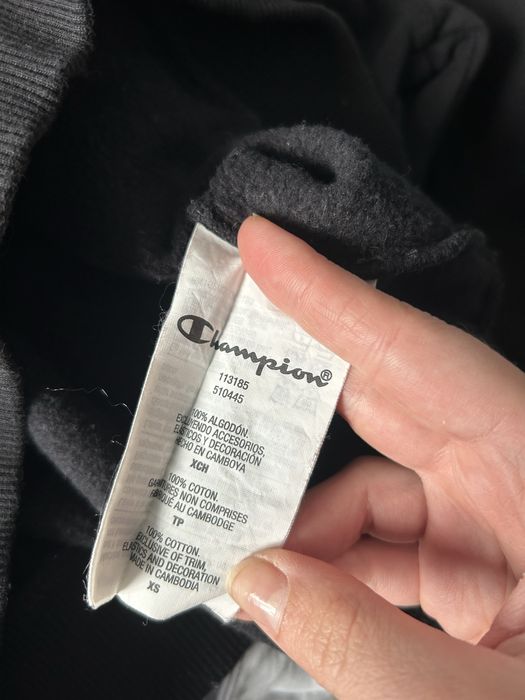 Champion®
113185
510445
100% ALGODÓN.
EXCLUYENDO ACCESORIOS,
ELASTICOS Y DECORACIÓN
HECHO EN CAMBOYA
XCH
100% COTON.
GARNITURES NON COMPRISES
FABRIQUÉ AU CAMBODGE
TP
100% COTTON.
EXCLUSIVE OF TRIM,
ELASTICS AND DECORATION
MADE IN CAMBODIA
XS